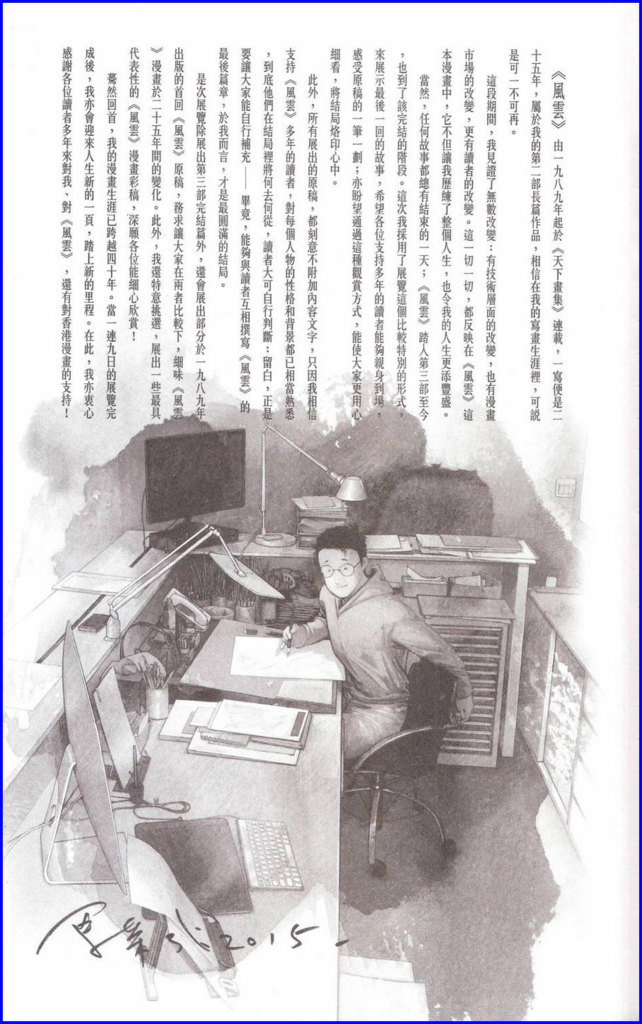 《風雲》由一九八九年起於《天下畫集》連載，一寫便是二
十五年，屬於我的第二部長篇作品，相信在我的寫畫生涯裡，可說
是可一不可再。
這段期間，我見證了無數改變：有技術層面的改變，也有漫畫
市場的改變，更有讀者的改變。這一切一切，都反映在《風雲》這
本漫畫中，它不但讓我歷練了整個人生，也令我的人生更添豐盛。
當然，任何故事都總有結束的一天；《風雲》踏入第三部至今
，也到了該完結的階段。這次我採用了展覽這個比較特別的形式，
來展示最後一回的故事，希望各位支持多年的讀者能夠親身到場，
感受原稿的一筆一劃；亦盼望通過這種觀賞方式，能使大家更用心
細看，將結局烙印心中。
此外，所有展出的原稿，都刻意不附加內容文字，只因我相信
支持《風雲》多年的讀者，對每個人物的性格和背景都已相當熟悉
，到底他們在結局裡將何去何從，讀者大可自行判斷；留白，正是
要讓大家能自行補充——畢竟，能夠與讀者互相撰寫《風雲》的
最後篇章，於我而言，才是最圓滿的結局。
是次展覽除展出第三部完結篇外，還會展出部分於一九八九年
出版的首回《風雲》原稿，務求讓大家在兩者比較下，細味《風雲
》漫畫於二十五年間的變化。此外，我還特意挑選，展出一些最具
代表性的《風雲》漫畫彩稿，深願各位能細心欣賞！
驀然回首，我的漫畫生涯已跨越四十年。當一連九日的展覽完
成後，我亦會迎來人生新的一頁，踏上新的里程。在此，我亦衷心
感謝各位讀者多年來對我、對《風雲》，還有對香港漫畫的支持！
2015